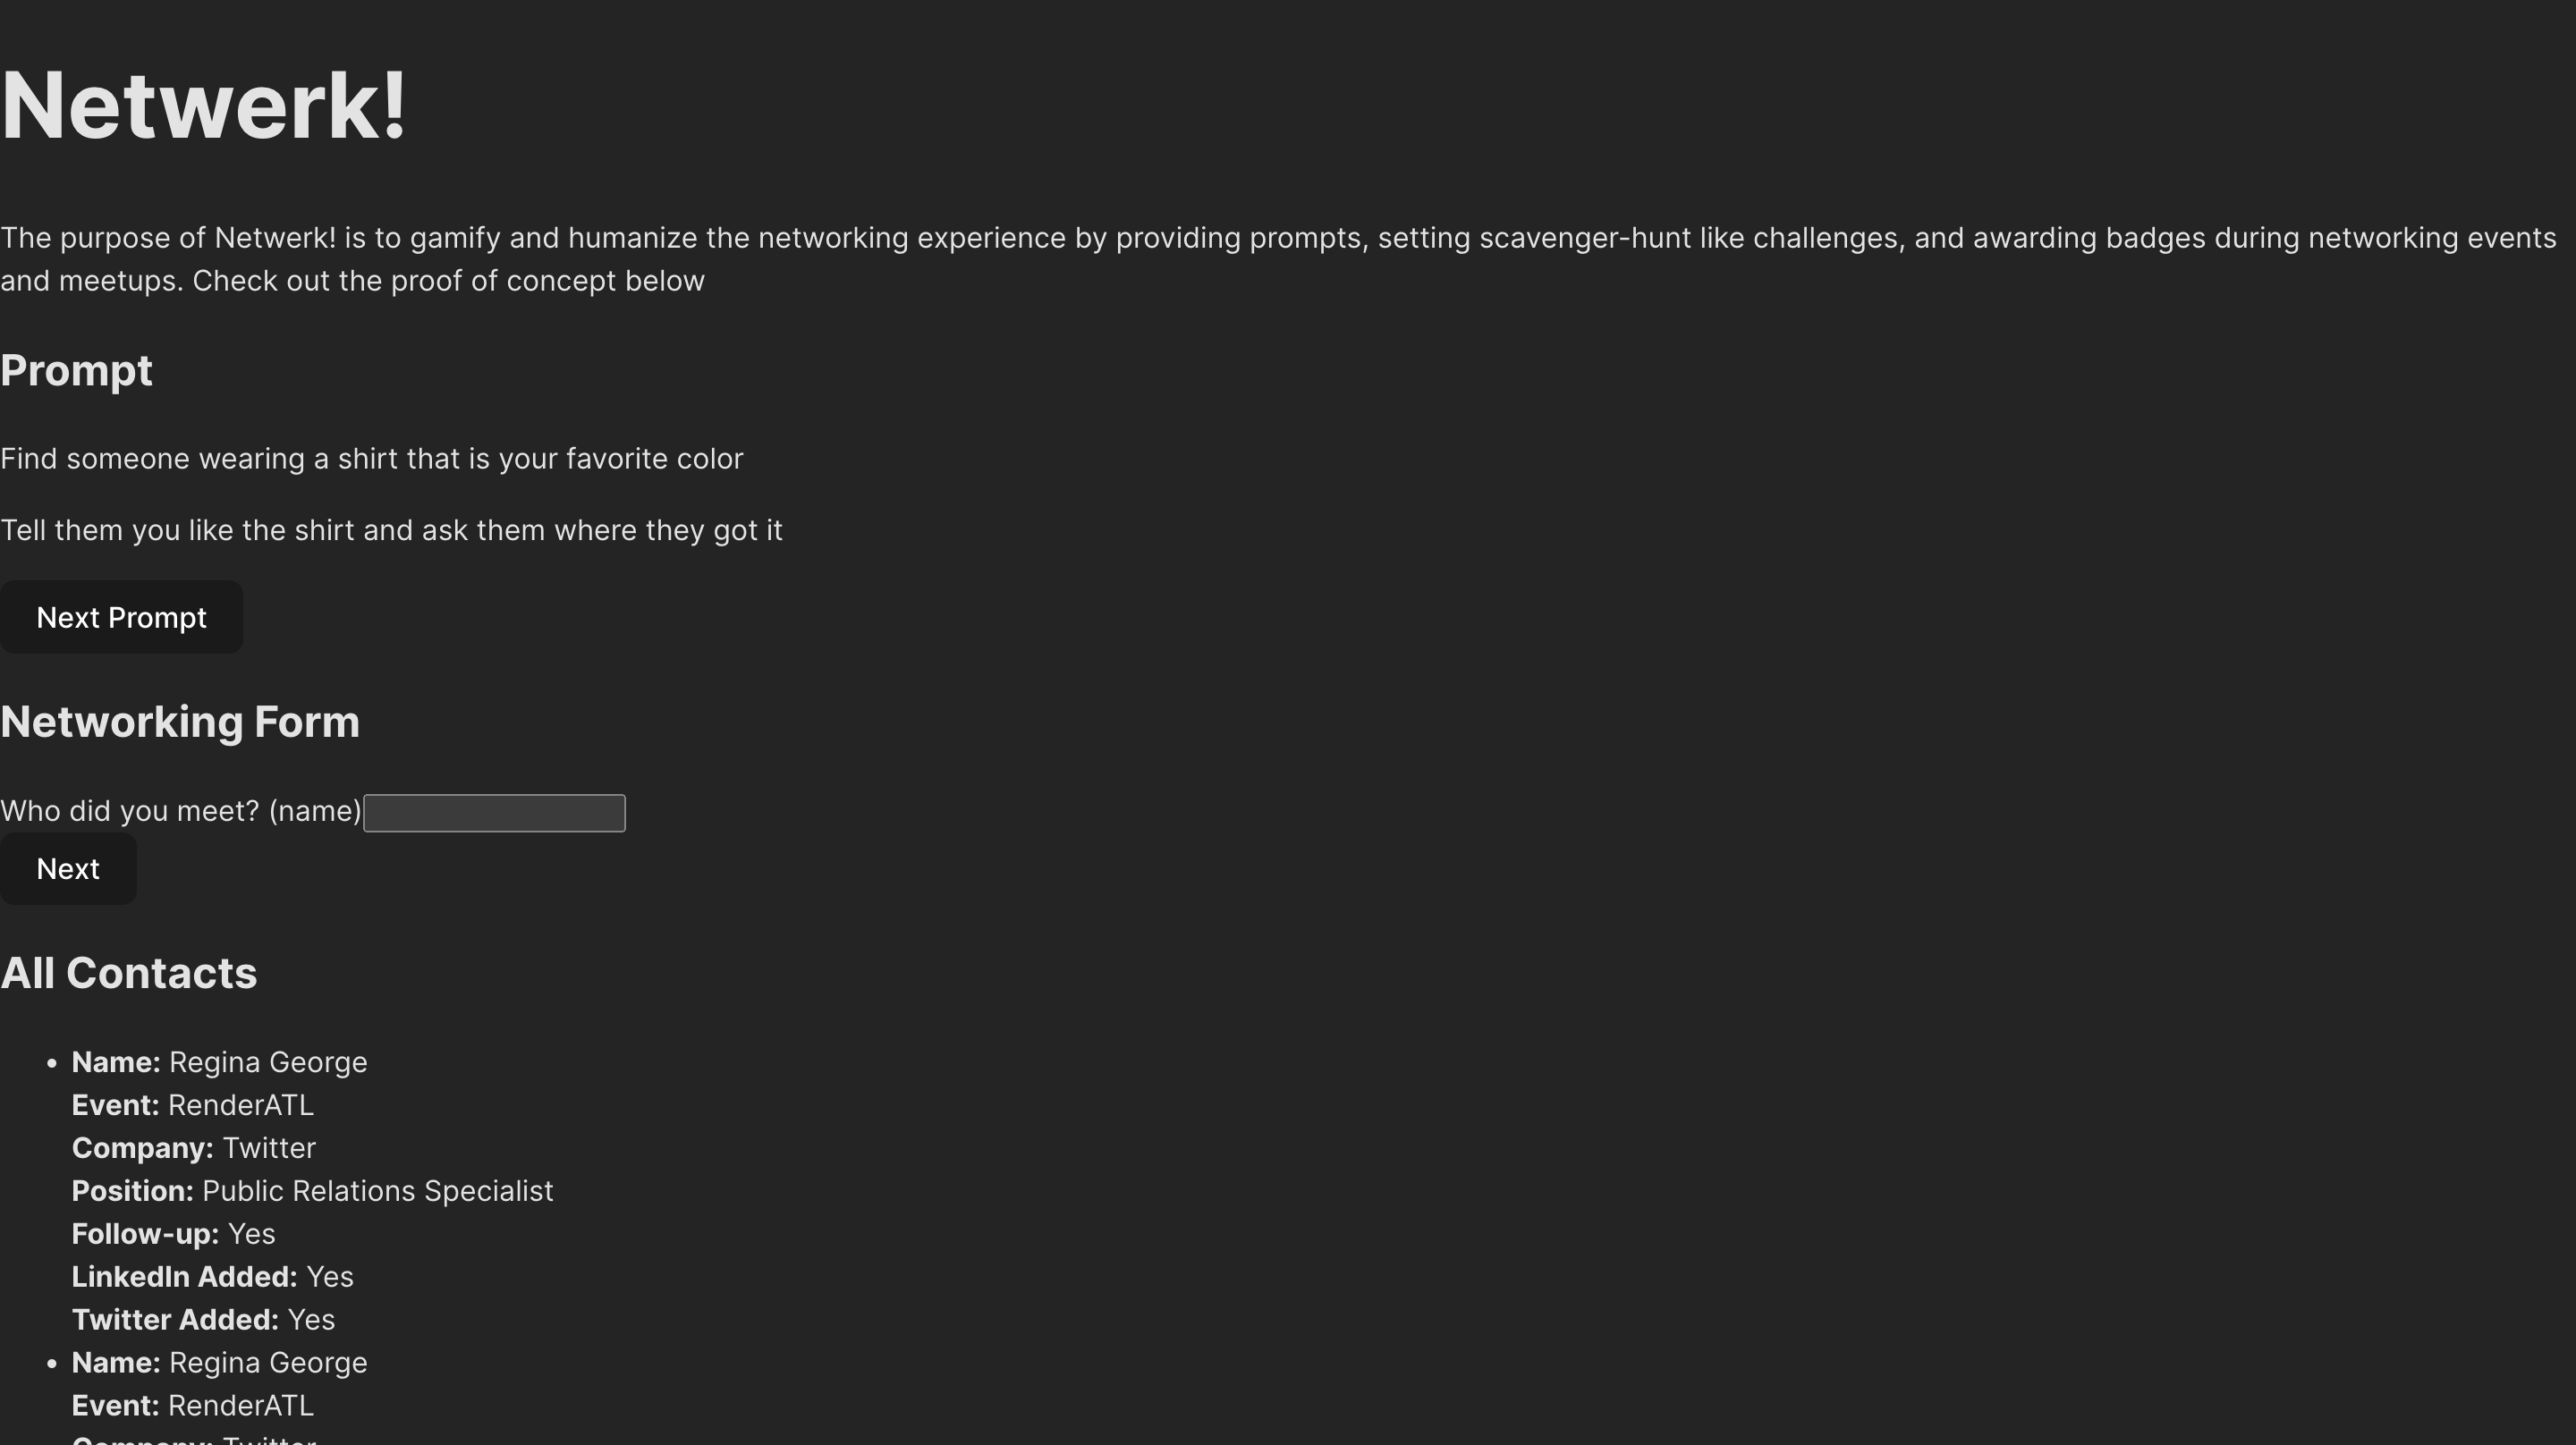 Netwerk!
The purpose of Netwerk! is to gamify and humanize the networking experience by providing prompts, setting scavenger-hunt like challenges, and awarding badges during networking events
and meetups. Check out the proof of concept below
Prompt
Find someone wearing a shirt that is your favorite color
Tell them you like the shirt and ask them where they got it
Next Prompt
Networking Form
Who did you meet? (name)
Next
All Contacts
• Name: Regina George
Event: RenderATL
Company: Twitter
Position: Public Relations Specialist
Follow-up: Yes
LinkedIn Added: Yes
Twitter Added: Yes
• Name: Regina George
Event: RenderATL
Company: Twitter